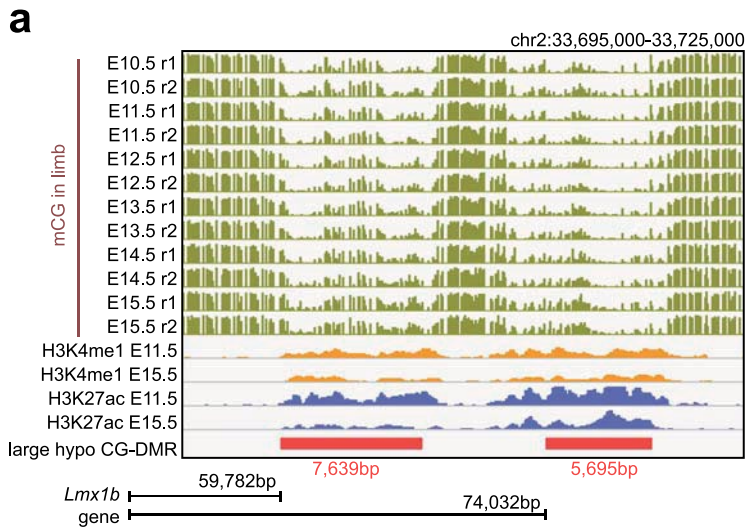 a
chr2:33,695,000-33,725,000
mCG in limb
E10.5 r1
E10.5 r2
E11.5 r1
E11.5 r2
E12.5 r1
E12.5 r2
E13.5 r1
E13.5 r2
E14.5 r1
E14.5 r2
E15.5 r1
E15.5 r2
H3K4me1 E11.5
H3K4me1 E15.5
H3K27ac E11.5
H3K27ac E15.5
large hypo CG-DMR
7,639bp 5,695bp
59,782bp
Lmx1b
gene
74,032bp